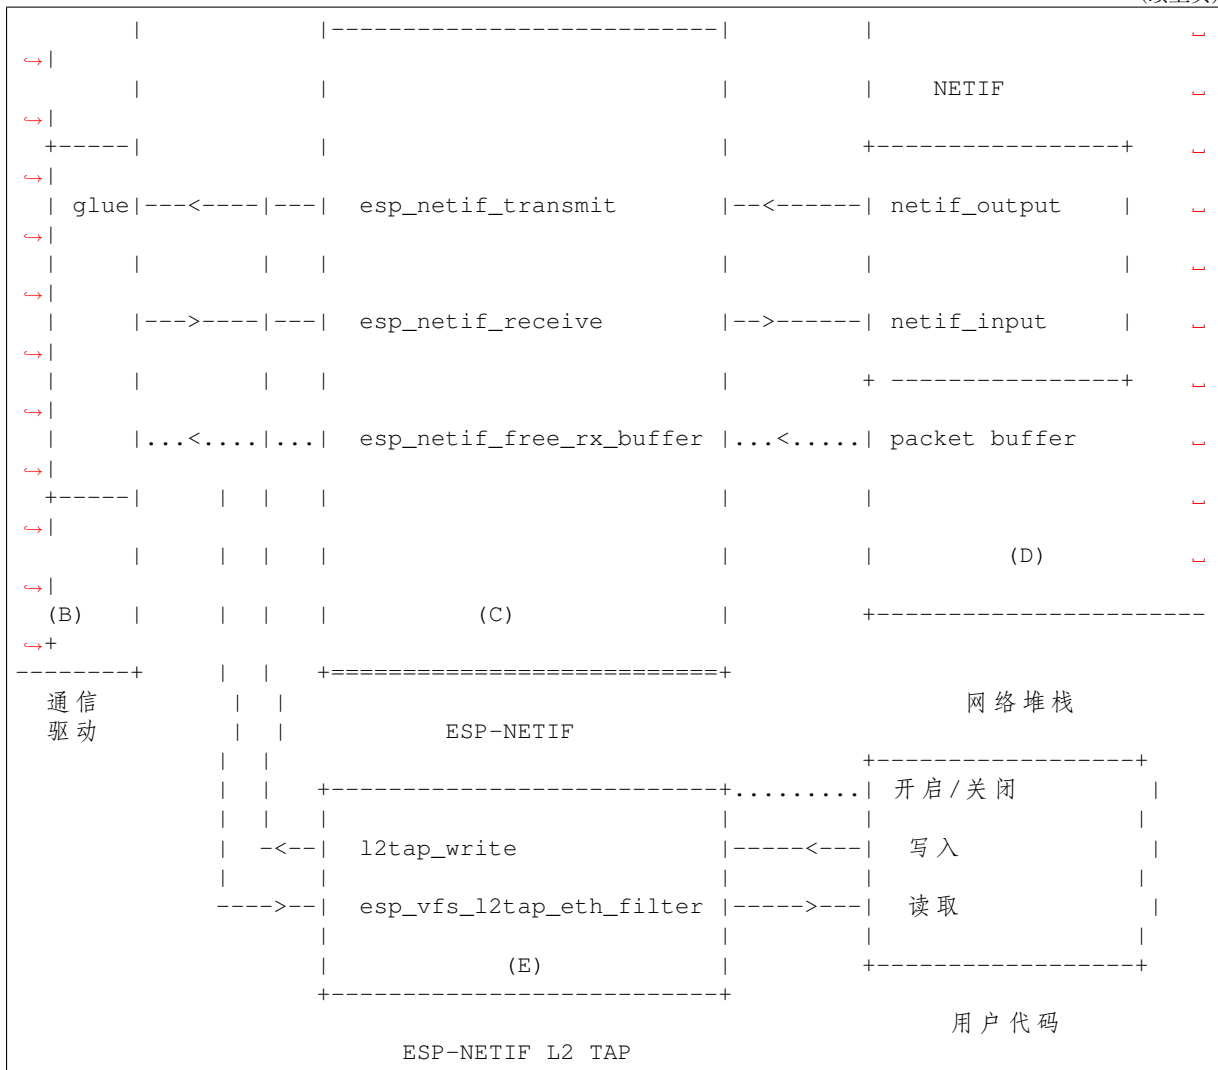 |            |---------------------------|         |                      ␣
↪|
|            |                           |         |    NETIF             ␣
↪|
+-----|            |                           |         +-----------------+    ␣
↪|
| glue|---<----|---|  esp_netif_transmit       |--<------| netif_output    |    ␣
↪|
|     |        |   |                           |         |                 |    ␣
↪|
|     |--->----|---|  esp_netif_receive        |-->------| netif_input     |    ␣
↪|
|     |        |   |                           |         + ----------------+    ␣
↪|
|     |...<....|...|  esp_netif_free_rx_buffer |...<.....| packet buffer        ␣
↪|
+-----|     |  |   |                           |         |                      ␣
↪|
|     |  |   |                           |         |         (D)          ␣
↪|
(B)   |     |  |   |          (C)              |         +-----------------------
↪+
--------+     |  |   +===========================+
通信         |  |                                               网络堆栈
驱动         |  |           ESP-NETIF
|  |                                         +------------------+
|  |   +---------------------------+.........| 开启/关闭         |
|  |   |                           |         |                  |
|  -<--|  l2tap_write              |-----<---|  写入             |
|      |                           |         |                  |
---->--|  esp_vfs_l2tap_eth_filter |----->---|  读取             |
|                           |         |                  |
|            (E)            |         +------------------+
+---------------------------+
用户代码
ESP-NETIF L2 TAP